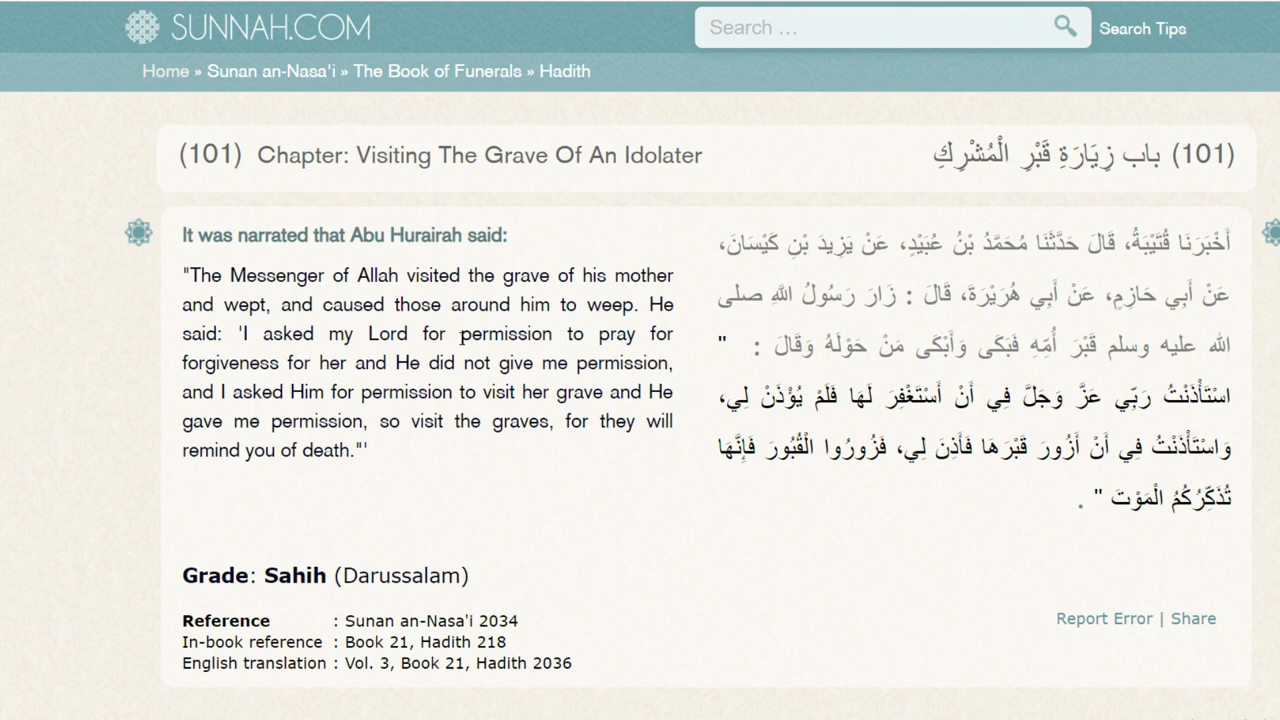 SUNNAH.COM
Search ...
Search Tips
Home » Sunan an-Nasa'i » The Book of Funerals » Hadith
(101) Chapter: Visiting The Grave Of An Idolater
(101) باب زِيَارَةِ قَبْرِ الْمُشْرِكِ
It was narrated that Abu Hurairah said:
"The Messenger of Allah visited the grave of his mother
and wept, and caused those around him to weep. He
said: 'I asked my Lord for permission to pray for
forgiveness for her and He did not give me permission,
and I asked Him for permission to visit her grave and He
gave me permission, so visit the graves, for they will
remind you of death."'
أَخْبَرَنَا قُتَيْبَةُ، قَالَ حَدَّثَنَا مُحَمَّدُ بْنُ عُبَيْدٍ، عَنْ يَزِيدَ بْنِ كَيْسَانَ،
عَنْ أَبِي حَازِمٍ، عَنْ أَبِي هُرَيْرَةَ، قَالَ : زَارَ رَسُولُ اللهِ صلى
الله عليه وسلم قَبْرَ أُمِّهِ فَبَكَى وَأَبْكَى مَنْ حَوْلَهُ وَقَالَ : "
اسْتَأْذَنْتُ رَبِّي عَزَّ وَجَلَّ فِي أَنْ أَسْتَغْفِرَ لَهَا فَلَمْ يُؤْذَنْ لِي،
وَاسْتَأْذَنْتُ فِي أَنْ أَزُورَ قَبْرَهَا فَأَذِنَ لِي، فَزُورُوا الْقُبُورَ فَإِنَّهَا
تُذَكِّرُكُمُ الْمَوْتَ " .
Grade: Sahih (Darussalam)
Reference : Sunan an-Nasa'i 2034
In-book reference : Book 21, Hadith 218
English translation : Vol. 3, Book 21, Hadith 2036
Report Error | Share